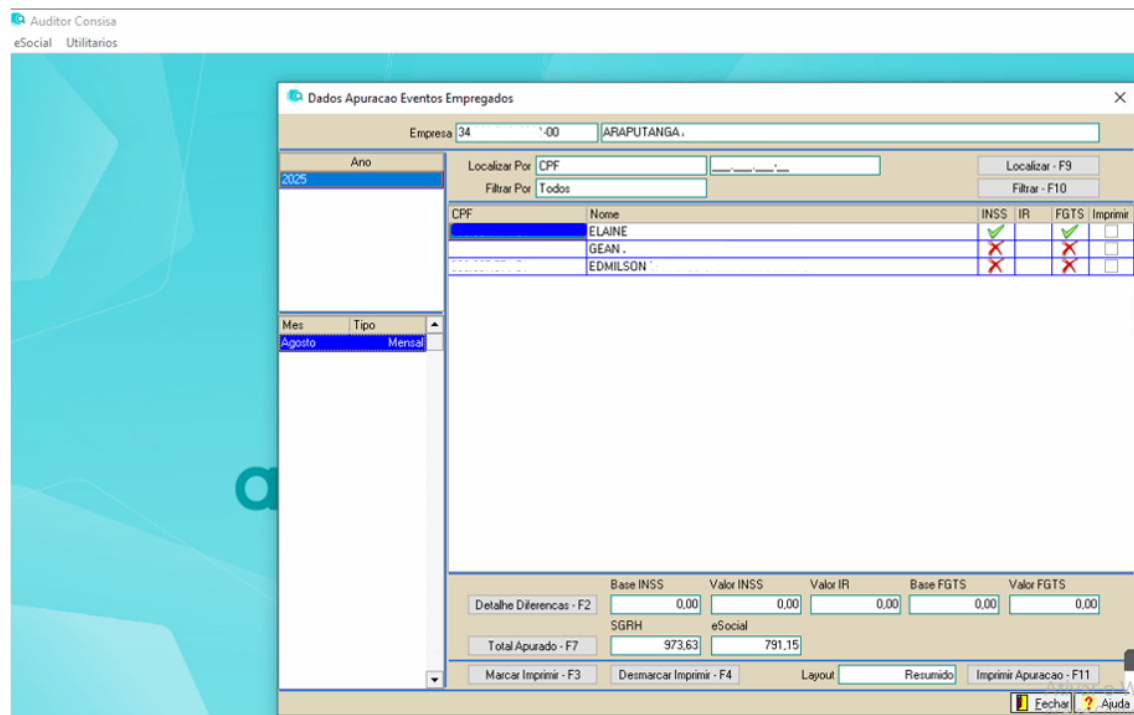 Auditor Consisa
eSocial Utilitarios
Dados Apuracao Eventos Empregados
Empresa 34 -00 ARAPUTANGA.
Ano
2025
Localizar Por CPF __.___.___-__ Localizar - F9
Filtrar Por Todos Filtrar - F10
CPF Nome INSS IR FGTS Imprimir
ELAINE
GEAN .
EDMILSON
Mes Tipo
Agosto Mensal
Base INSS Valor INSS Valor IR Base FGTS Valor FGTS
Detalhe Diferencas - F2 0,00 0,00 0,00 0,00 0,00
SGRH eSocial
Total Apurado - F7 973,63 791,15
Marcar Imprimir - F3 Desmarcar Imprimir - F4 Layout Resumido Imprimir Apuracao - F11
Fechar Ajuda